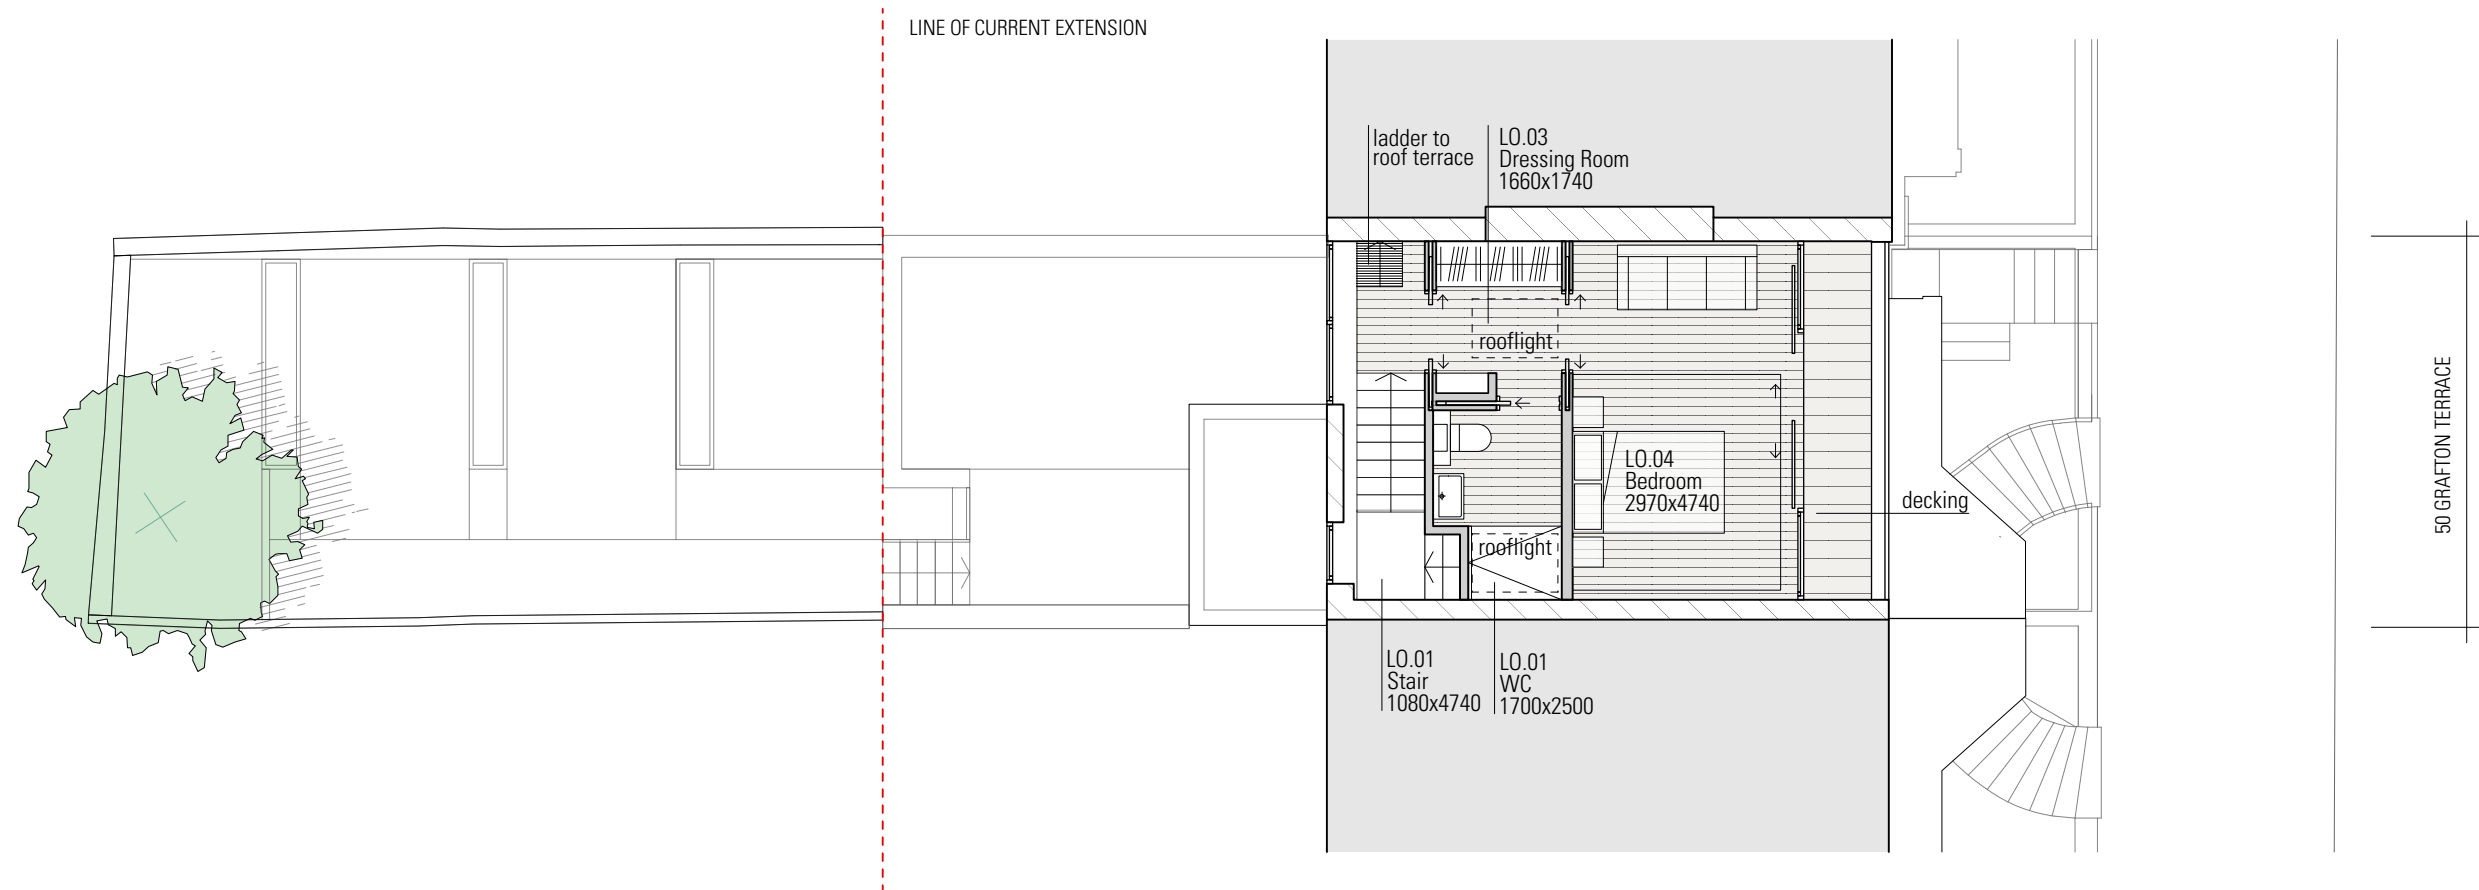 LINE OF CURRENT EXTENSION
ladder to
roof terrace
LO.03
Dressing Room
1660x1740
rooflight
LO.04
Bedroom
2970x4740
decking
rooflight
LO.01
Stair
1080x4740
LO.01
WC
1700x2500
50 GRAFTON TERRACE